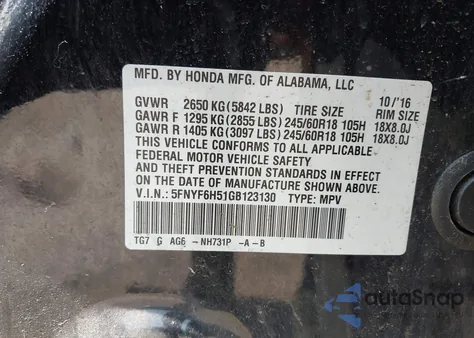 MFD. BY HONDA MFG. OF ALABAMA, LLC
10/'16
GVWR 2650 KG (5842 LBS) TIRE SIZE RIM SIZE
GAWR F 1295 KG (2855 LBS) 245/60R18 105H 18X8.0J
GAWR R 1405 KG (3097 LBS) 245/60R18 105H 18X8.0J
THIS VEHICLE CONFORMS TO ALL APPLICABLE
FEDERAL MOTOR VEHICLE SAFETY
AND THEFT PREVENTION STANDARDS IN EFFECT
ON THE DATE OF MANUFACTURE SHOWN ABOVE.
V.I.N.: 5FNYF6H51GB123130 TYPE: MPV
TG7 G AG6 - NH731P -A -B
autoSnap